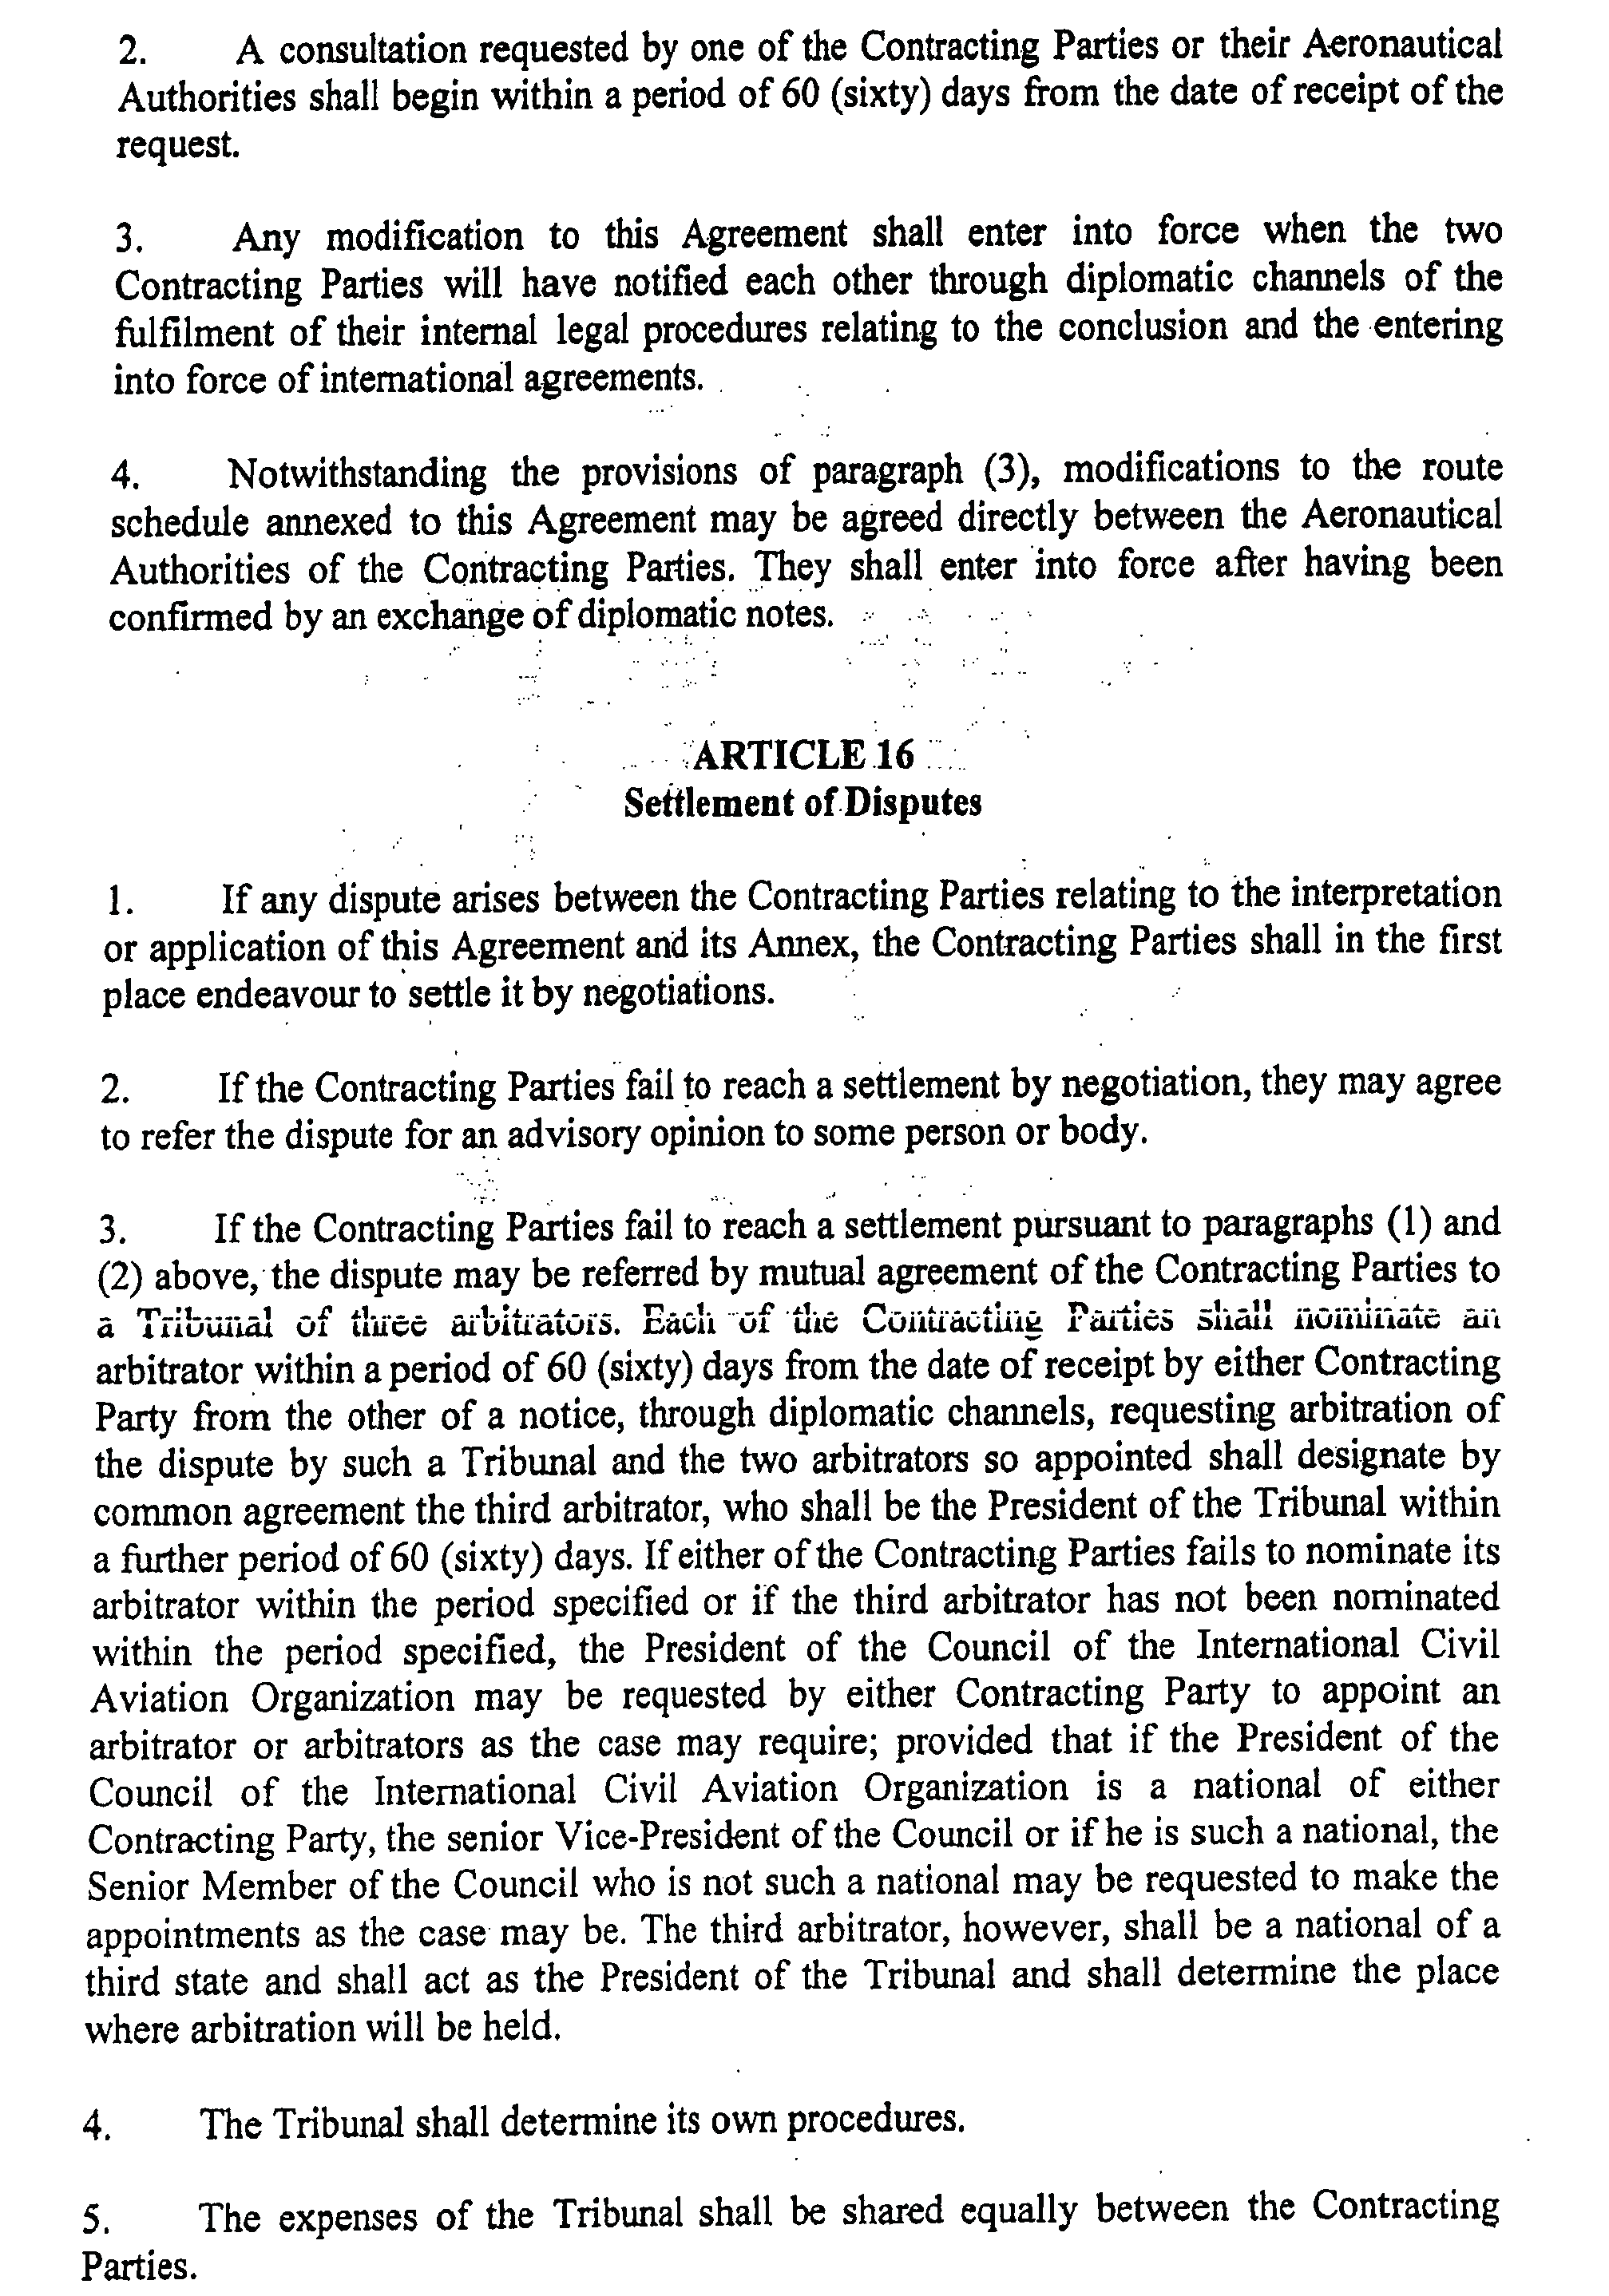 2. A consultation requested by one of the Contracting Parties or their Aeronautical
Authorities shall begin within a period of 60 (sixty) days from the date of receipt of the
request.
3. Any modification to this Agreement shall enter into force when the two
Contracting Parties will have notified each other through diplomatic channels of the
fulfilment of their internal legal procedures relating to the conclusion and the entering
into force of international agreements.
4. Notwithstanding the provisions of paragraph (3), modifications to the route
schedule annexed to this Agreement may be agreed directly between the Aeronautical
Authorities of the Contracting Parties. They shall enter into force after having been
confirmed by an exchange of diplomatic notes.
ARTICLE 16
Settlement of Disputes
1. If any dispute arises between the Contracting Parties relating to the interpretation
or application of this Agreement and its Annex, the Contracting Parties shall in the first
place endeavour to settle it by negotiations.
2. If the Contracting Parties fail to reach a settlement by negotiation, they may agree
to refer the dispute for an advisory opinion to some person or body.
3. If the Contracting Parties fail to reach a settlement pursuant to paragraphs (1) and
(2) above, the dispute may be referred by mutual agreement of the Contracting Parties to
a Tribunal of three arbitrators. Each of the Contracting Parties shall nominate an
arbitrator within a period of 60 (sixty) days from the date of receipt by either Contracting
Party from the other of a notice, through diplomatic channels, requesting arbitration of
the dispute by such a Tribunal and the two arbitrators so appointed shall designate by
common agreement the third arbitrator, who shall be the President of the Tribunal within
a further period of 60 (sixty) days. If either of the Contracting Parties fails to nominate its
arbitrator within the period specified or if the third arbitrator has not been nominated
within the period specified, the President of the Council of the International Civil
Aviation Organization may be requested by either Contracting Party to appoint an
arbitrator or arbitrators as the case may require; provided that if the President of the
Council of the International Civil Aviation Organization is a national of either
Contracting Party, the senior Vice-President of the Council or if he is such a national, the
Senior Member of the Council who is not such a national may be requested to make the
appointments as the case may be. The third arbitrator, however, shall be a national of a
third state and shall act as the President of the Tribunal and shall determine the place
where arbitration will be held.
4. The Tribunal shall determine its own procedures.
5. The expenses of the Tribunal shall be shared equally between the Contracting
Parties.